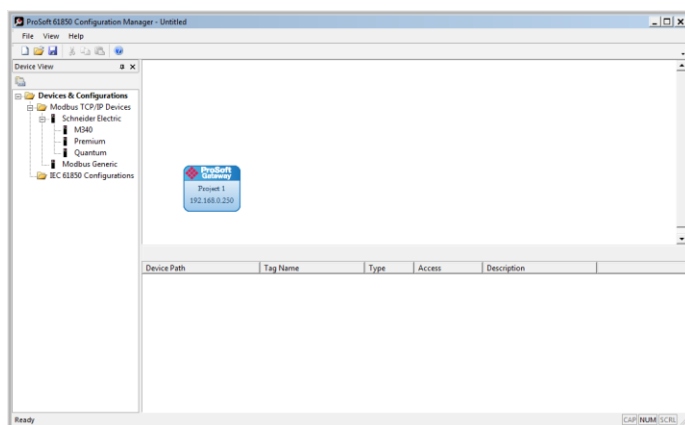 ProSoft 61850 Configuration Manager - Untitled
File View Help
Device View
Devices & Configurations
Modbus TCP/IP Devices
Schneider Electric
M340
Premium
Quantum
Modbus Generic
IEC 61850 Configurations
ProSoft
Gateway
Project 1
192.168.0.250
Device Path Tag Name Type Access Description
Ready CAP NUM SCRL